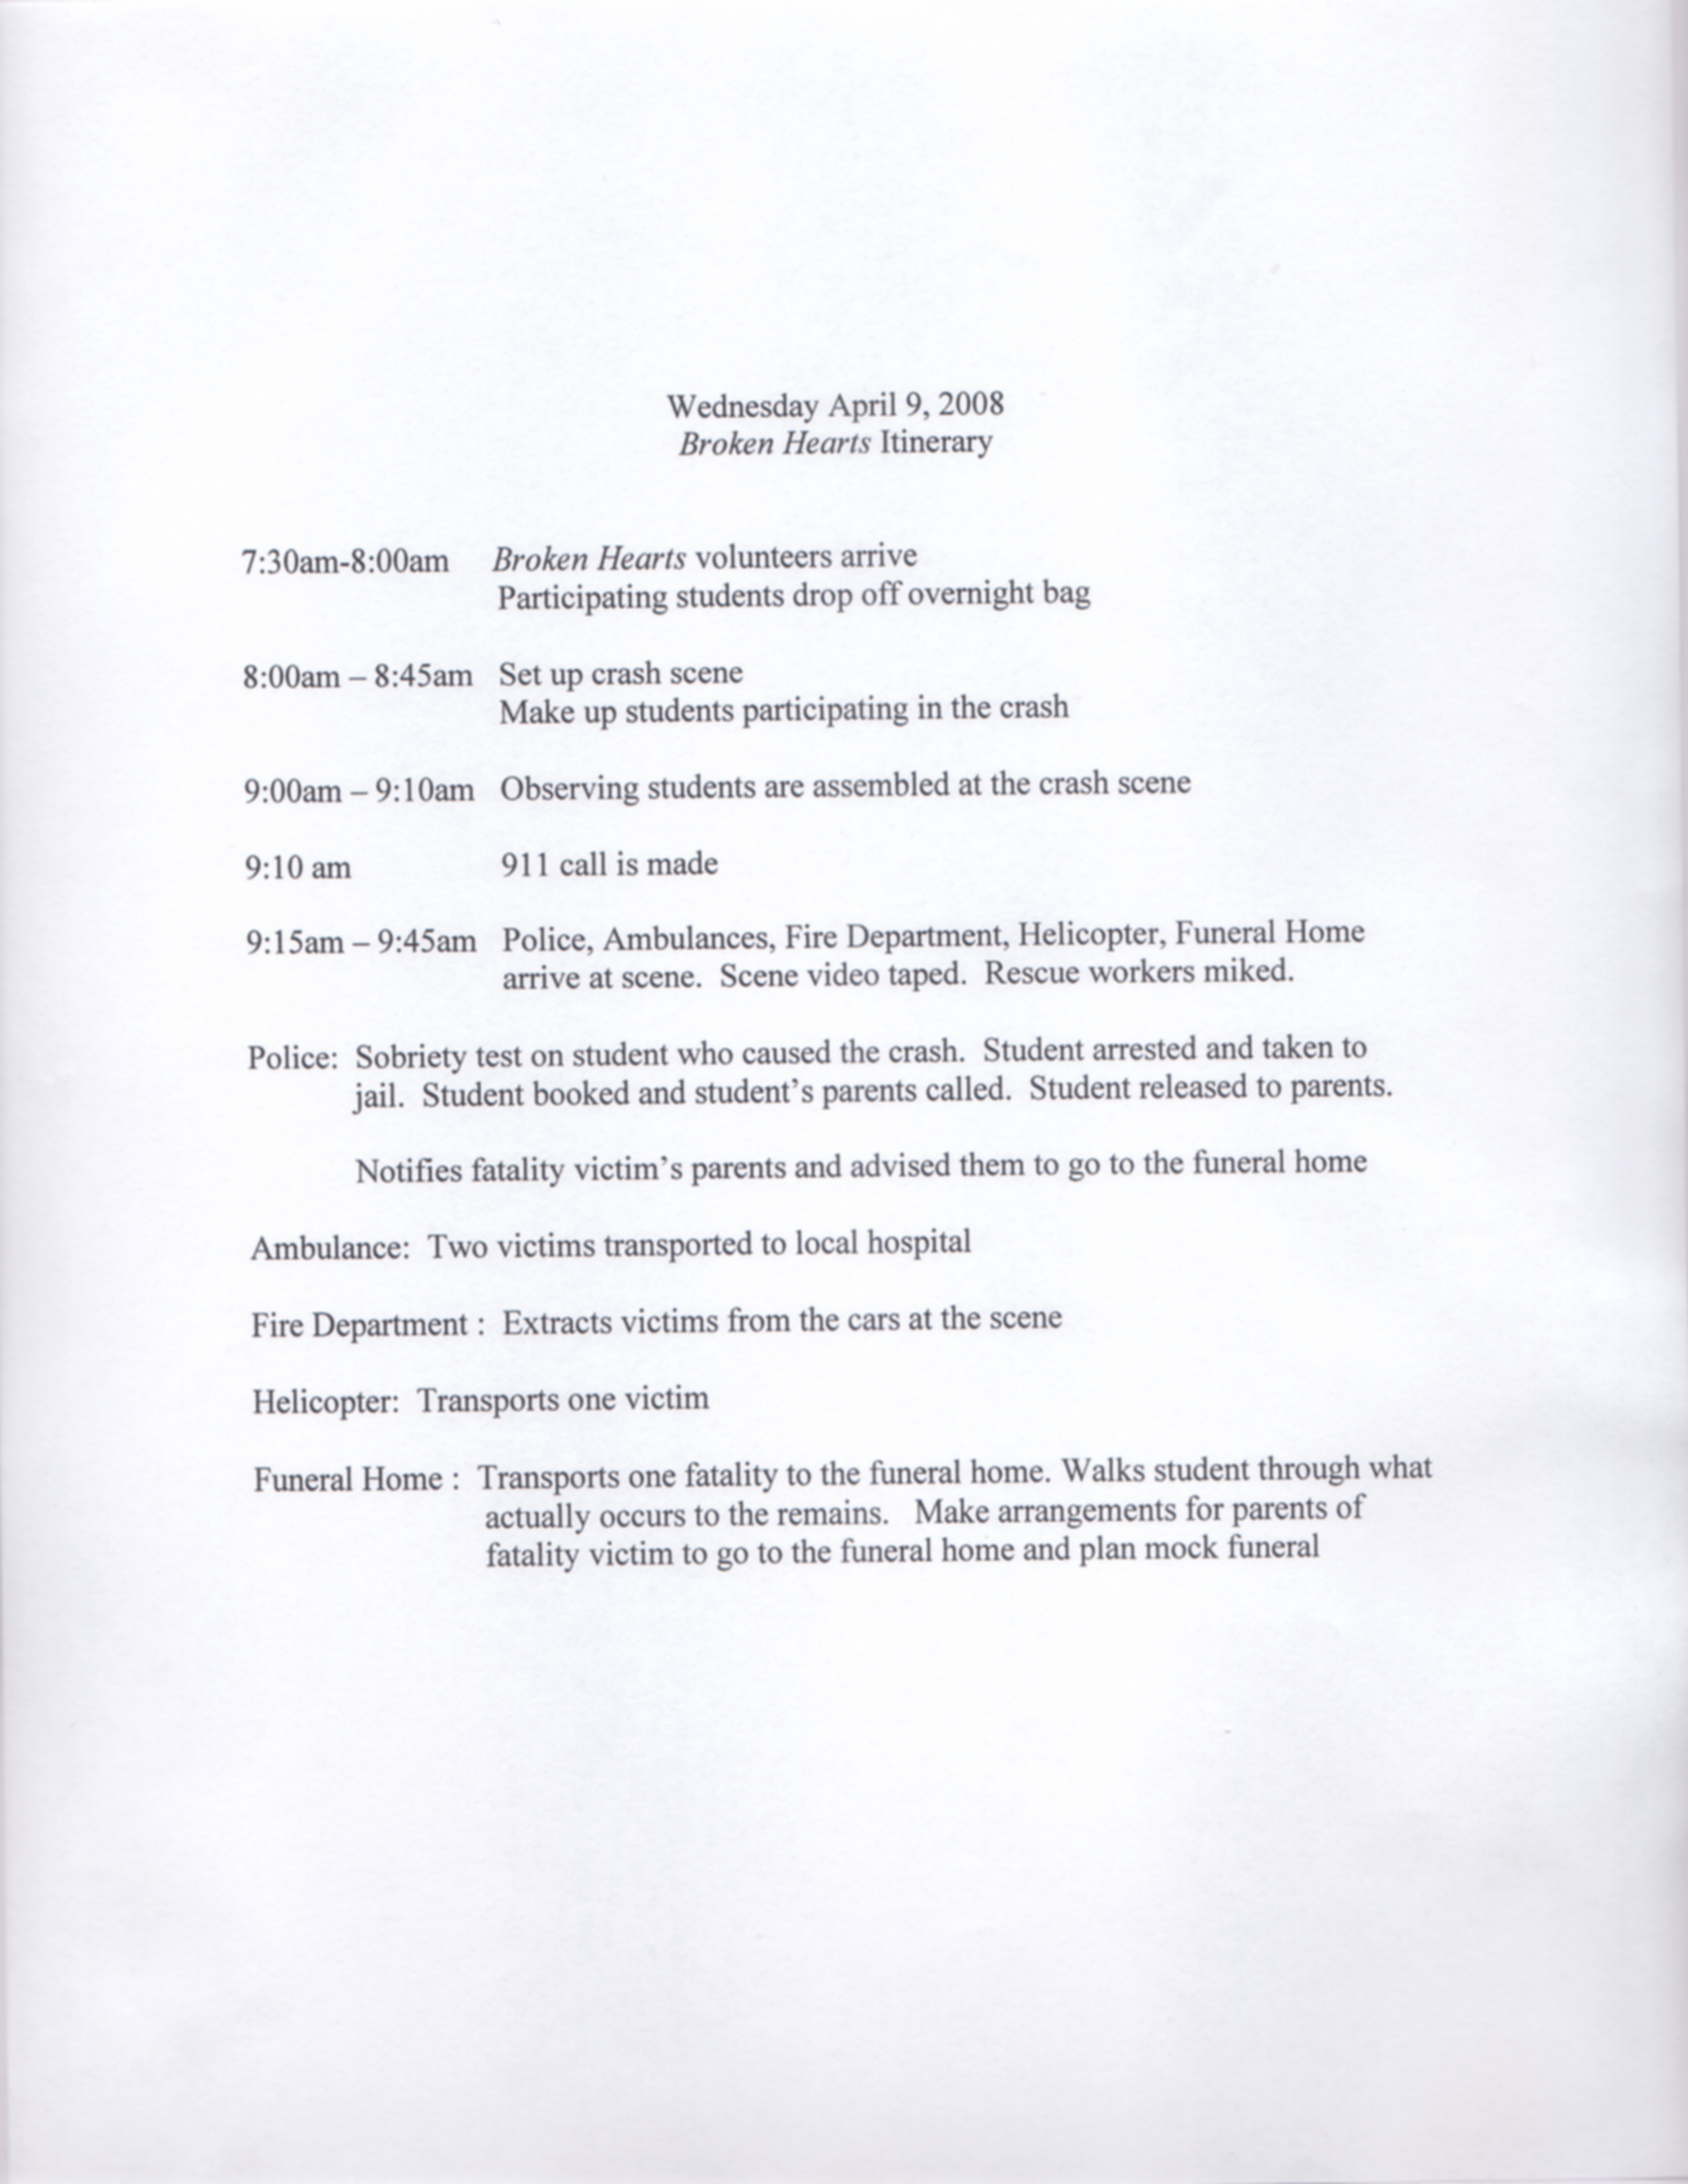 Wednesday April 9, 2008
Broken Hearts Itinerary
7:30am-8:00am Broken Hearts volunteers arrive
Participating students drop off overnight bag
8:00am – 8:45am Set up crash scene
Make up students participating in the crash
9:00am – 9:10am Observing students are assembled at the crash scene
9:10 am 911 call is made
9:15am – 9:45am Police, Ambulances, Fire Department, Helicopter, Funeral Home
arrive at scene. Scene video taped. Rescue workers miked.
Police: Sobriety test on student who caused the crash. Student arrested and taken to
jail. Student booked and student’s parents called. Student released to parents.
Notifies fatality victim’s parents and advised them to go to the funeral home
Ambulance: Two victims transported to local hospital
Fire Department : Extracts victims from the cars at the scene
Helicopter: Transports one victim
Funeral Home : Transports one fatality to the funeral home. Walks student through what
actually occurs to the remains. Make arrangements for parents of
fatality victim to go to the funeral home and plan mock funeral